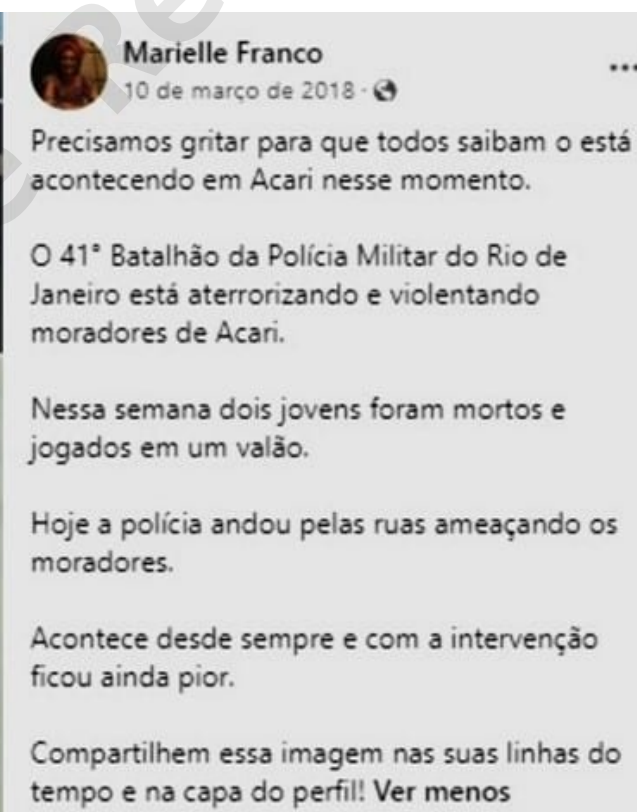 Marielle Franco
10 de março de 2018 ·
Precisamos gritar para que todos saibam o está
acontecendo em Acari nesse momento.
O 41° Batalhão da Polícia Militar do Rio de
Janeiro está aterrorizando e violentando
moradores de Acari.
Nessa semana dois jovens foram mortos e
jogados em um valão.
Hoje a polícia andou pelas ruas ameaçando os
moradores.
Acontece desde sempre e com a intervenção
ficou ainda pior.
Compartilhem essa imagem nas suas linhas do
tempo e na capa do perfil! Ver menos